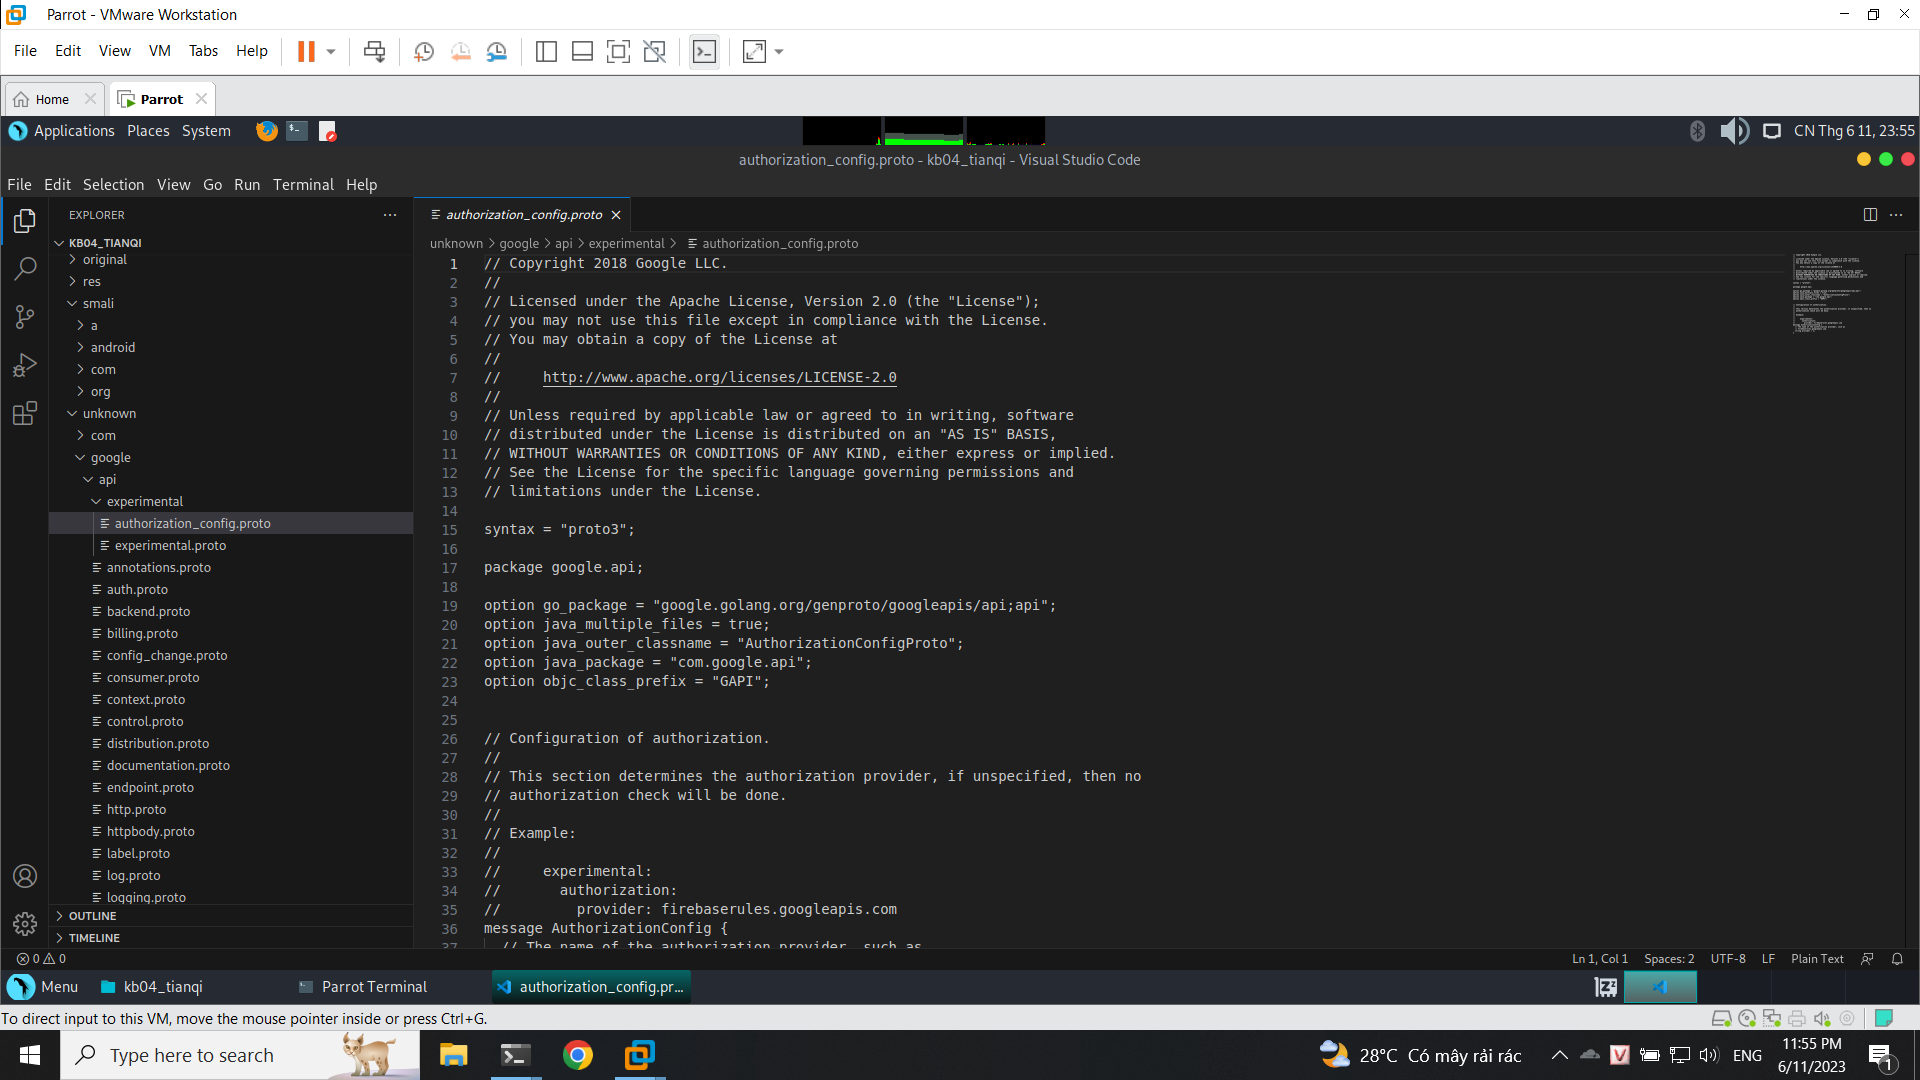 Parrot - VMware Workstation
File Edit View VM Tabs Help
Home
Parrot
Applications Places System
CN Thg 6 11, 23:55
authorization_config.proto - kb04_tianqi - Visual Studio Code
File Edit Selection View Go Run Terminal Help
EXPLORER
KB04_TIANQI
original
res
smali
a
android
com
org
unknown
com
google
api
experimental
authorization_config.proto
experimental.proto
annotations.proto
auth.proto
backend.proto
billing.proto
config_change.proto
consumer.proto
context.proto
control.proto
distribution.proto
documentation.proto
endpoint.proto
http.proto
httpbody.proto
label.proto
log.proto
logging.proto
OUTLINE
TIMELINE
authorization_config.proto
unknown > google > api > experimental > authorization_config.proto
1 // Copyright 2018 Google LLC.
2 //
3 // Licensed under the Apache License, Version 2.0 (the "License");
4 // you may not use this file except in compliance with the License.
5 // You may obtain a copy of the License at
6 //
7 //     http://www.apache.org/licenses/LICENSE-2.0
8 //
9 // Unless required by applicable law or agreed to in writing, software
10 // distributed under the License is distributed on an "AS IS" BASIS,
11 // WITHOUT WARRANTIES OR CONDITIONS OF ANY KIND, either express or implied.
12 // See the License for the specific language governing permissions and
13 // limitations under the License.
14
15 syntax = "proto3";
16
17 package google.api;
18
19 option go_package = "google.golang.org/genproto/googleapis/api;api";
20 option java_multiple_files = true;
21 option java_outer_classname = "AuthorizationConfigProto";
22 option java_package = "com.google.api";
23 option objc_class_prefix = "GAPI";
24
25
26 // Configuration of authorization.
27 //
28 // This section determines the authorization provider, if unspecified, then no
29 // authorization check will be done.
30 //
31 // Example:
32 //
33 //     experimental:
34 //       authorization:
35 //         provider: firebaserules.googleapis.com
36 message AuthorizationConfig {
37   // The name of the authorization provider, such as
0 0
Ln 1, Col 1 Spaces: 2 UTF-8 LF Plain Text
Menu
kb04_tianqi
Parrot Terminal
authorization_config.pr...
To direct input to this VM, move the mouse pointer inside or press Ctrl+G.
Type here to search
28°C Có mây rải rác
ENG
11:55 PM
6/11/2023
1